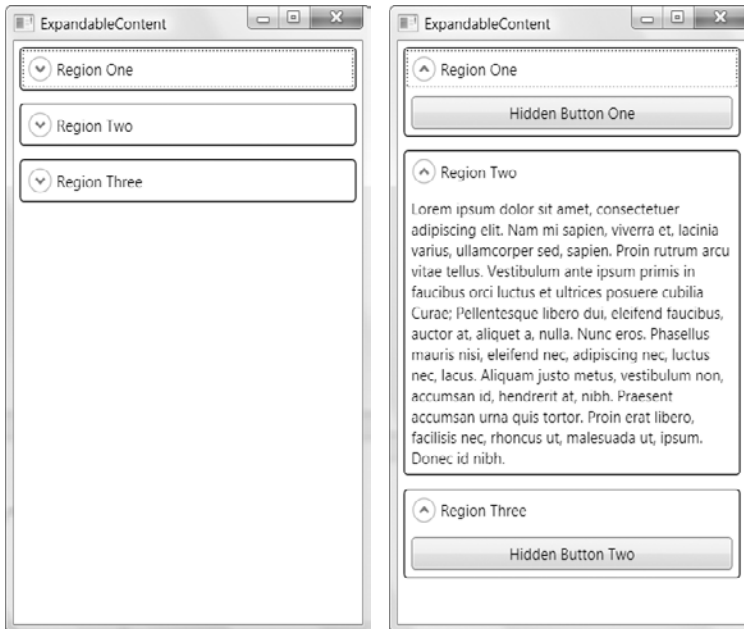 ExpandableContent
Region One
Region Two
Region Three
ExpandableContent
Region One
Hidden Button One
Region Two
Lorem ipsum dolor sit amet, consectetuer
adipiscing elit. Nam mi sapien, viverra et, lacinia
varius, ullamcorper sed, sapien. Proin rutrum arcu
vitae tellus. Vestibulum ante ipsum primis in
faucibus orci luctus et ultrices posuere cubilia
Curae; Pellentesque libero dui, eleifend faucibus,
auctor at, aliquet a, nulla. Nunc eros. Phasellus
mauris nisi, eleifend nec, adipiscing nec, luctus
nec, lacus. Aliquam justo metus, vestibulum non,
accumsan id, hendrerit at, nibh. Praesent
accumsan urna quis tortor. Proin erat libero,
facilisis nec, rhoncus ut, malesuada ut, ipsum.
Donec id nibh.
Region Three
Hidden Button Two